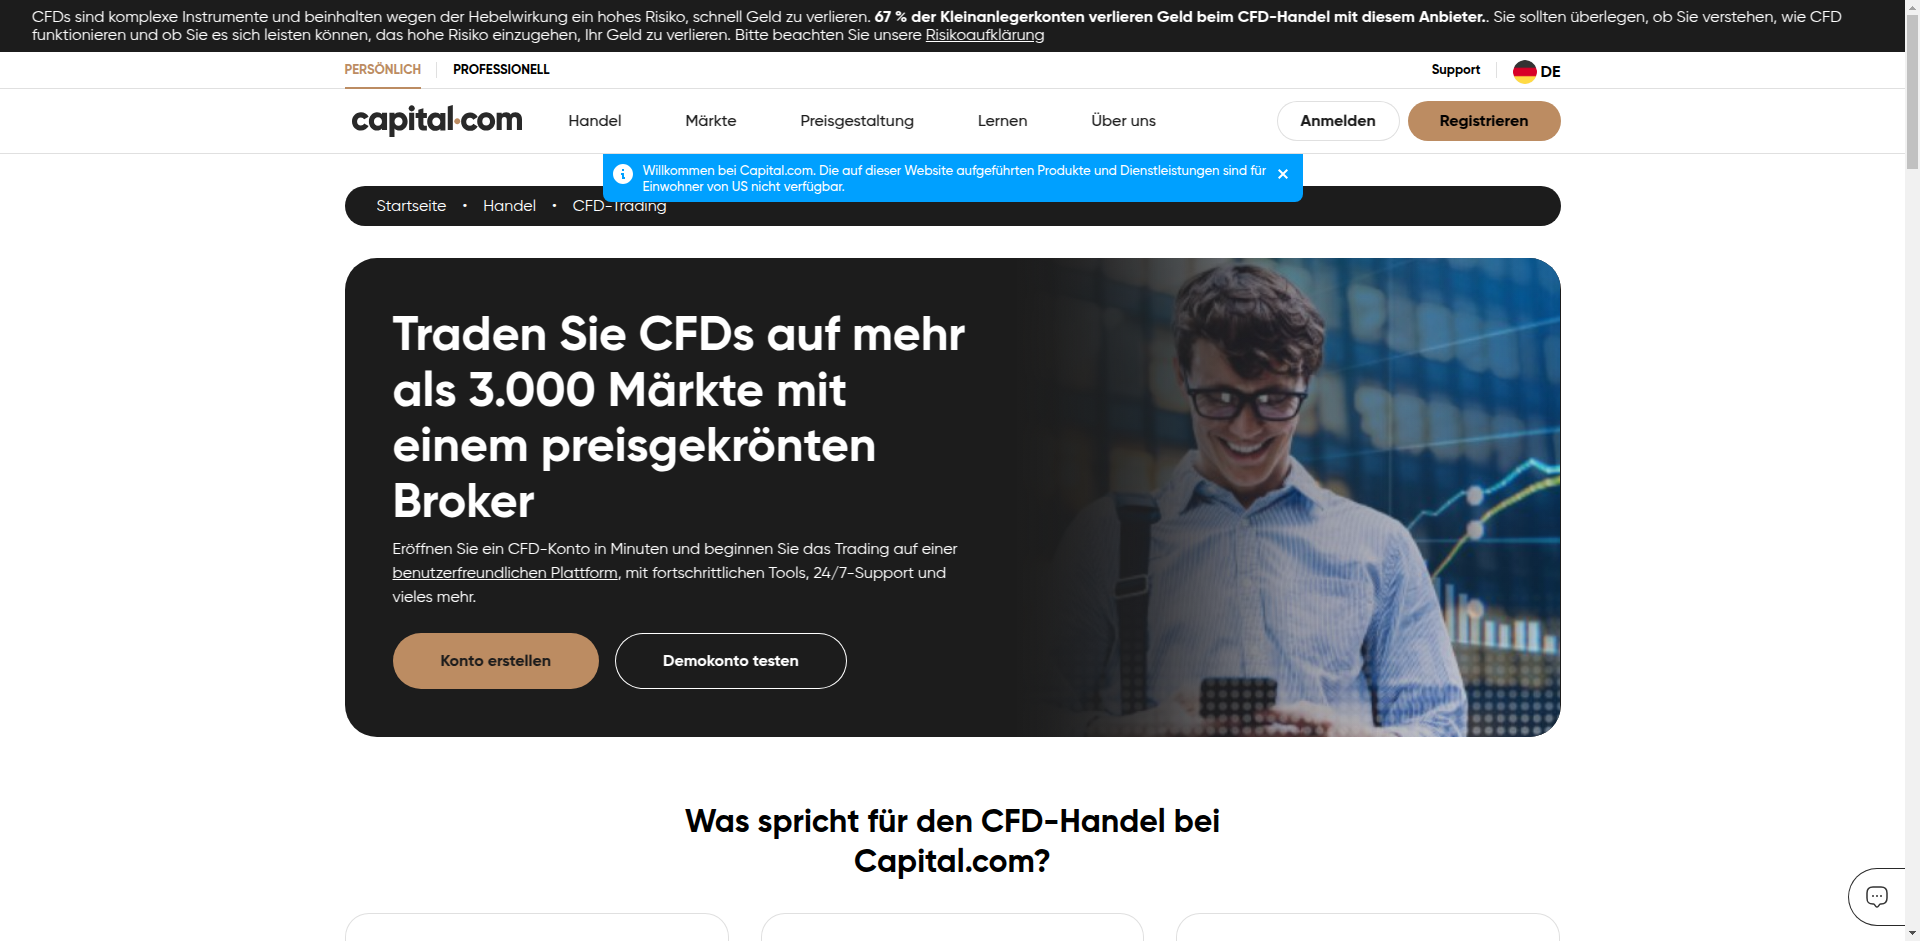 CFDs sind komplexe Instrumente und beinhalten wegen der Hebelwirkung ein hohes Risiko, schnell Geld zu verlieren. 67 % der Kleinanlegerkonten verlieren Geld beim CFD-Handel mit diesem Anbieter.. Sie sollten überlegen, ob Sie verstehen, wie CFD
funktionieren und ob Sie es sich leisten können, das hohe Risiko einzugehen, Ihr Geld zu verlieren. Bitte beachten Sie unsere Risikoaufklärung
PERSÖNLICH PROFESSIONELL Support DE
capital.com Handel Märkte Preisgestaltung Lernen Über uns Anmelden Registrieren
Willkommen bei Capital.com. Die auf dieser Website aufgeführten Produkte und Dienstleistungen sind für
Einwohner von US nicht verfügbar.
Startseite • Handel • CFD-Trading
Traden Sie CFDs auf mehr
als 3.000 Märkte mit
einem preisgekrönten
Broker
Eröffnen Sie ein CFD-Konto in Minuten und beginnen Sie das Trading auf einer
benutzerfreundlichen Plattform, mit fortschrittlichen Tools, 24/7-Support und
vieles mehr.
Konto erstellen Demokonto testen
Was spricht für den CFD-Handel bei
Capital.com?